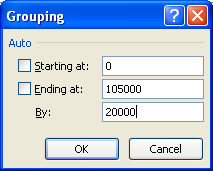 Grouping
Auto
Starting at: 0
Ending at: 105000
By: 20000
OK Cancel